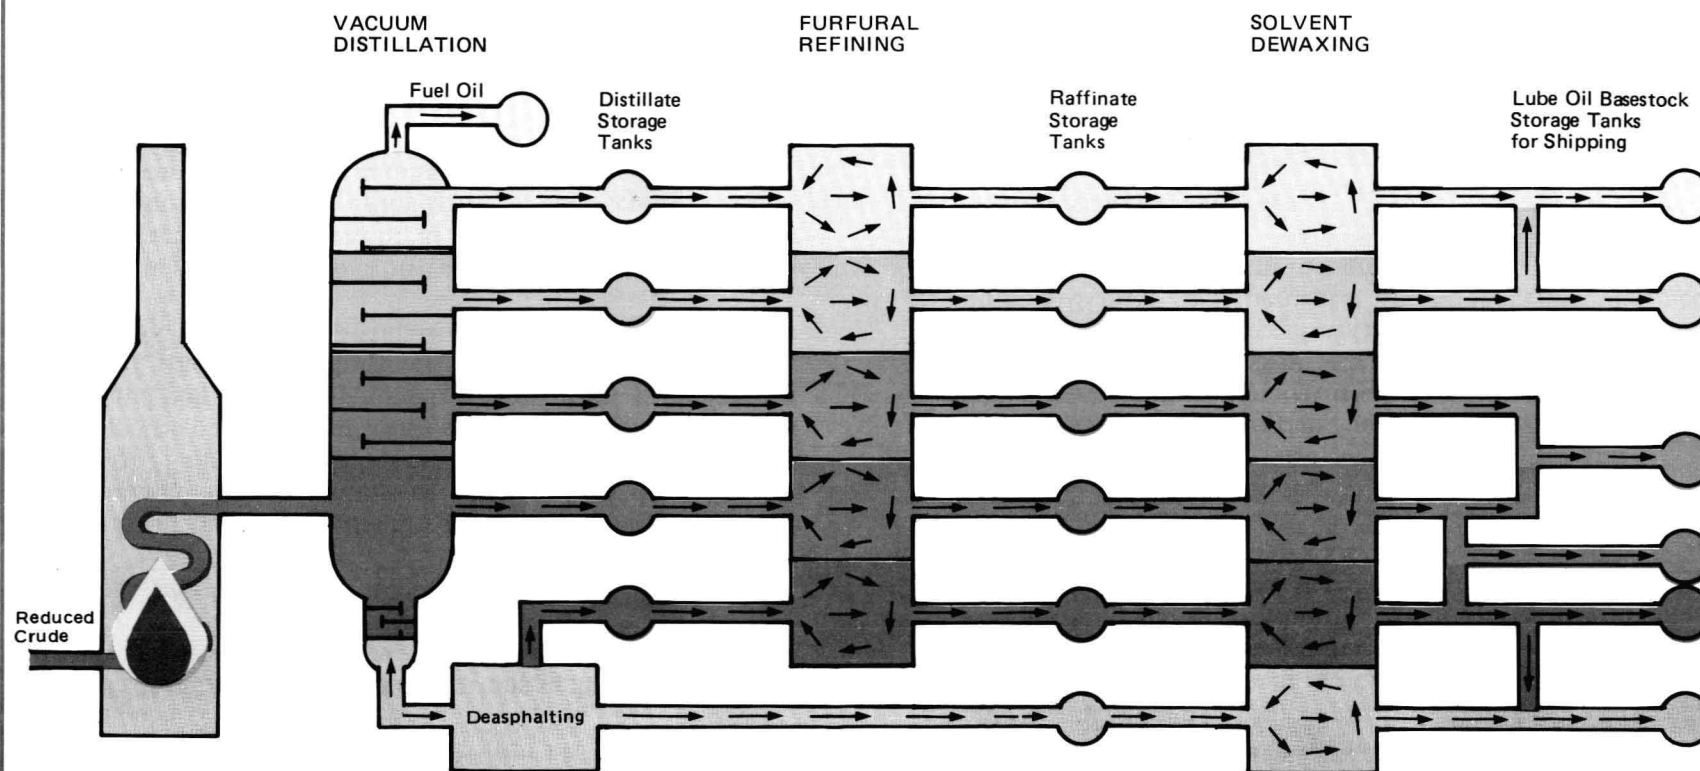 VACUUM
DISTILLATION
FURFURAL
REFINING
SOLVENT
DEWAXING
Fuel Oil
Distillate
Storage
Tanks
Raffinate
Storage
Tanks
Lube Oil Basestock
Storage Tanks
for Shipping
Reduced
Crude
Deasphalting